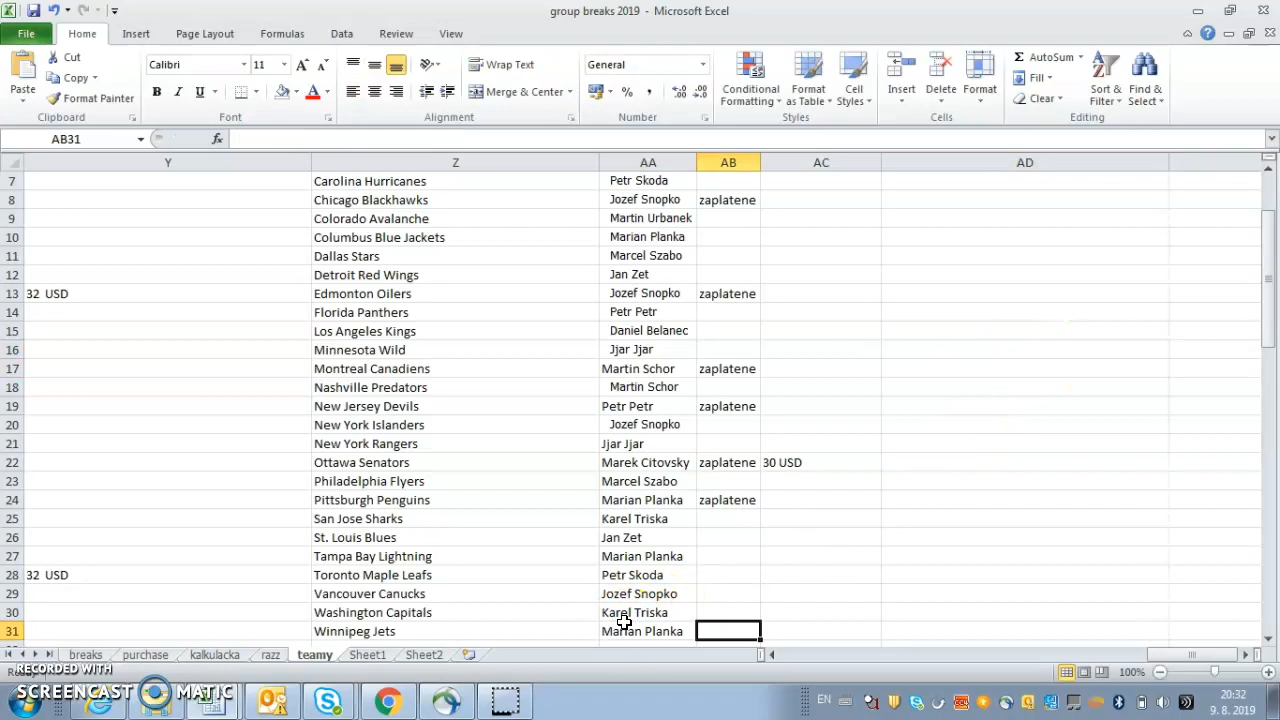 group breaks 2019 - Microsoft Excel
File Home Insert Page Layout Formulas Data Review View
Paste
Cut
Copy
Format Painter
Clipboard
Calibri 11
B I U
Font
Wrap Text
Merge & Center
Alignment
General
%
Number
Conditional Formatting
Format as Table
Cell Styles
Styles
Insert
Delete
Format
Cells
AutoSum
Fill
Clear
Sort & Filter
Find & Select
Editing
AB31 fx
Y Z AA AB AC AD
7 Carolina Hurricanes Petr Skoda
8 Chicago Blackhawks Jozef Snopko zaplatene
9 Colorado Avalanche Martin Urbanek
10 Columbus Blue Jackets Marian Planka
11 Dallas Stars Marcel Szabo
12 Detroit Red Wings Jan Zet
13 32 USD Edmonton Oilers Jozef Snopko zaplatene
14 Florida Panthers Petr Petr
15 Los Angeles Kings Daniel Belanec
16 Minnesota Wild Jjar Jjar
17 Montreal Canadiens Martin Schor zaplatene
18 Nashville Predators Martin Schor
19 New Jersey Devils Petr Petr zaplatene
20 New York Islanders Jozef Snopko
21 New York Rangers Jjar Jjar
22 Ottawa Senators Marek Citovsky zaplatene 30 USD
23 Philadelphia Flyers Marcel Szabo
24 Pittsburgh Penguins Marian Planka zaplatene
25 San Jose Sharks Karel Triska
26 St. Louis Blues Jan Zet
27 Tampa Bay Lightning Marian Planka
28 32 USD Toronto Maple Leafs Petr Skoda
29 Vancouver Canucks Jozef Snopko
30 Washington Capitals Karel Triska
31 Winnipeg Jets Marian Planka
breaks purchase kalkulacka razz teamy Sheet1 Sheet2
100%
RECORDED WITH
SCREENCAST MATIC
EN
20:32
9. 8. 2019